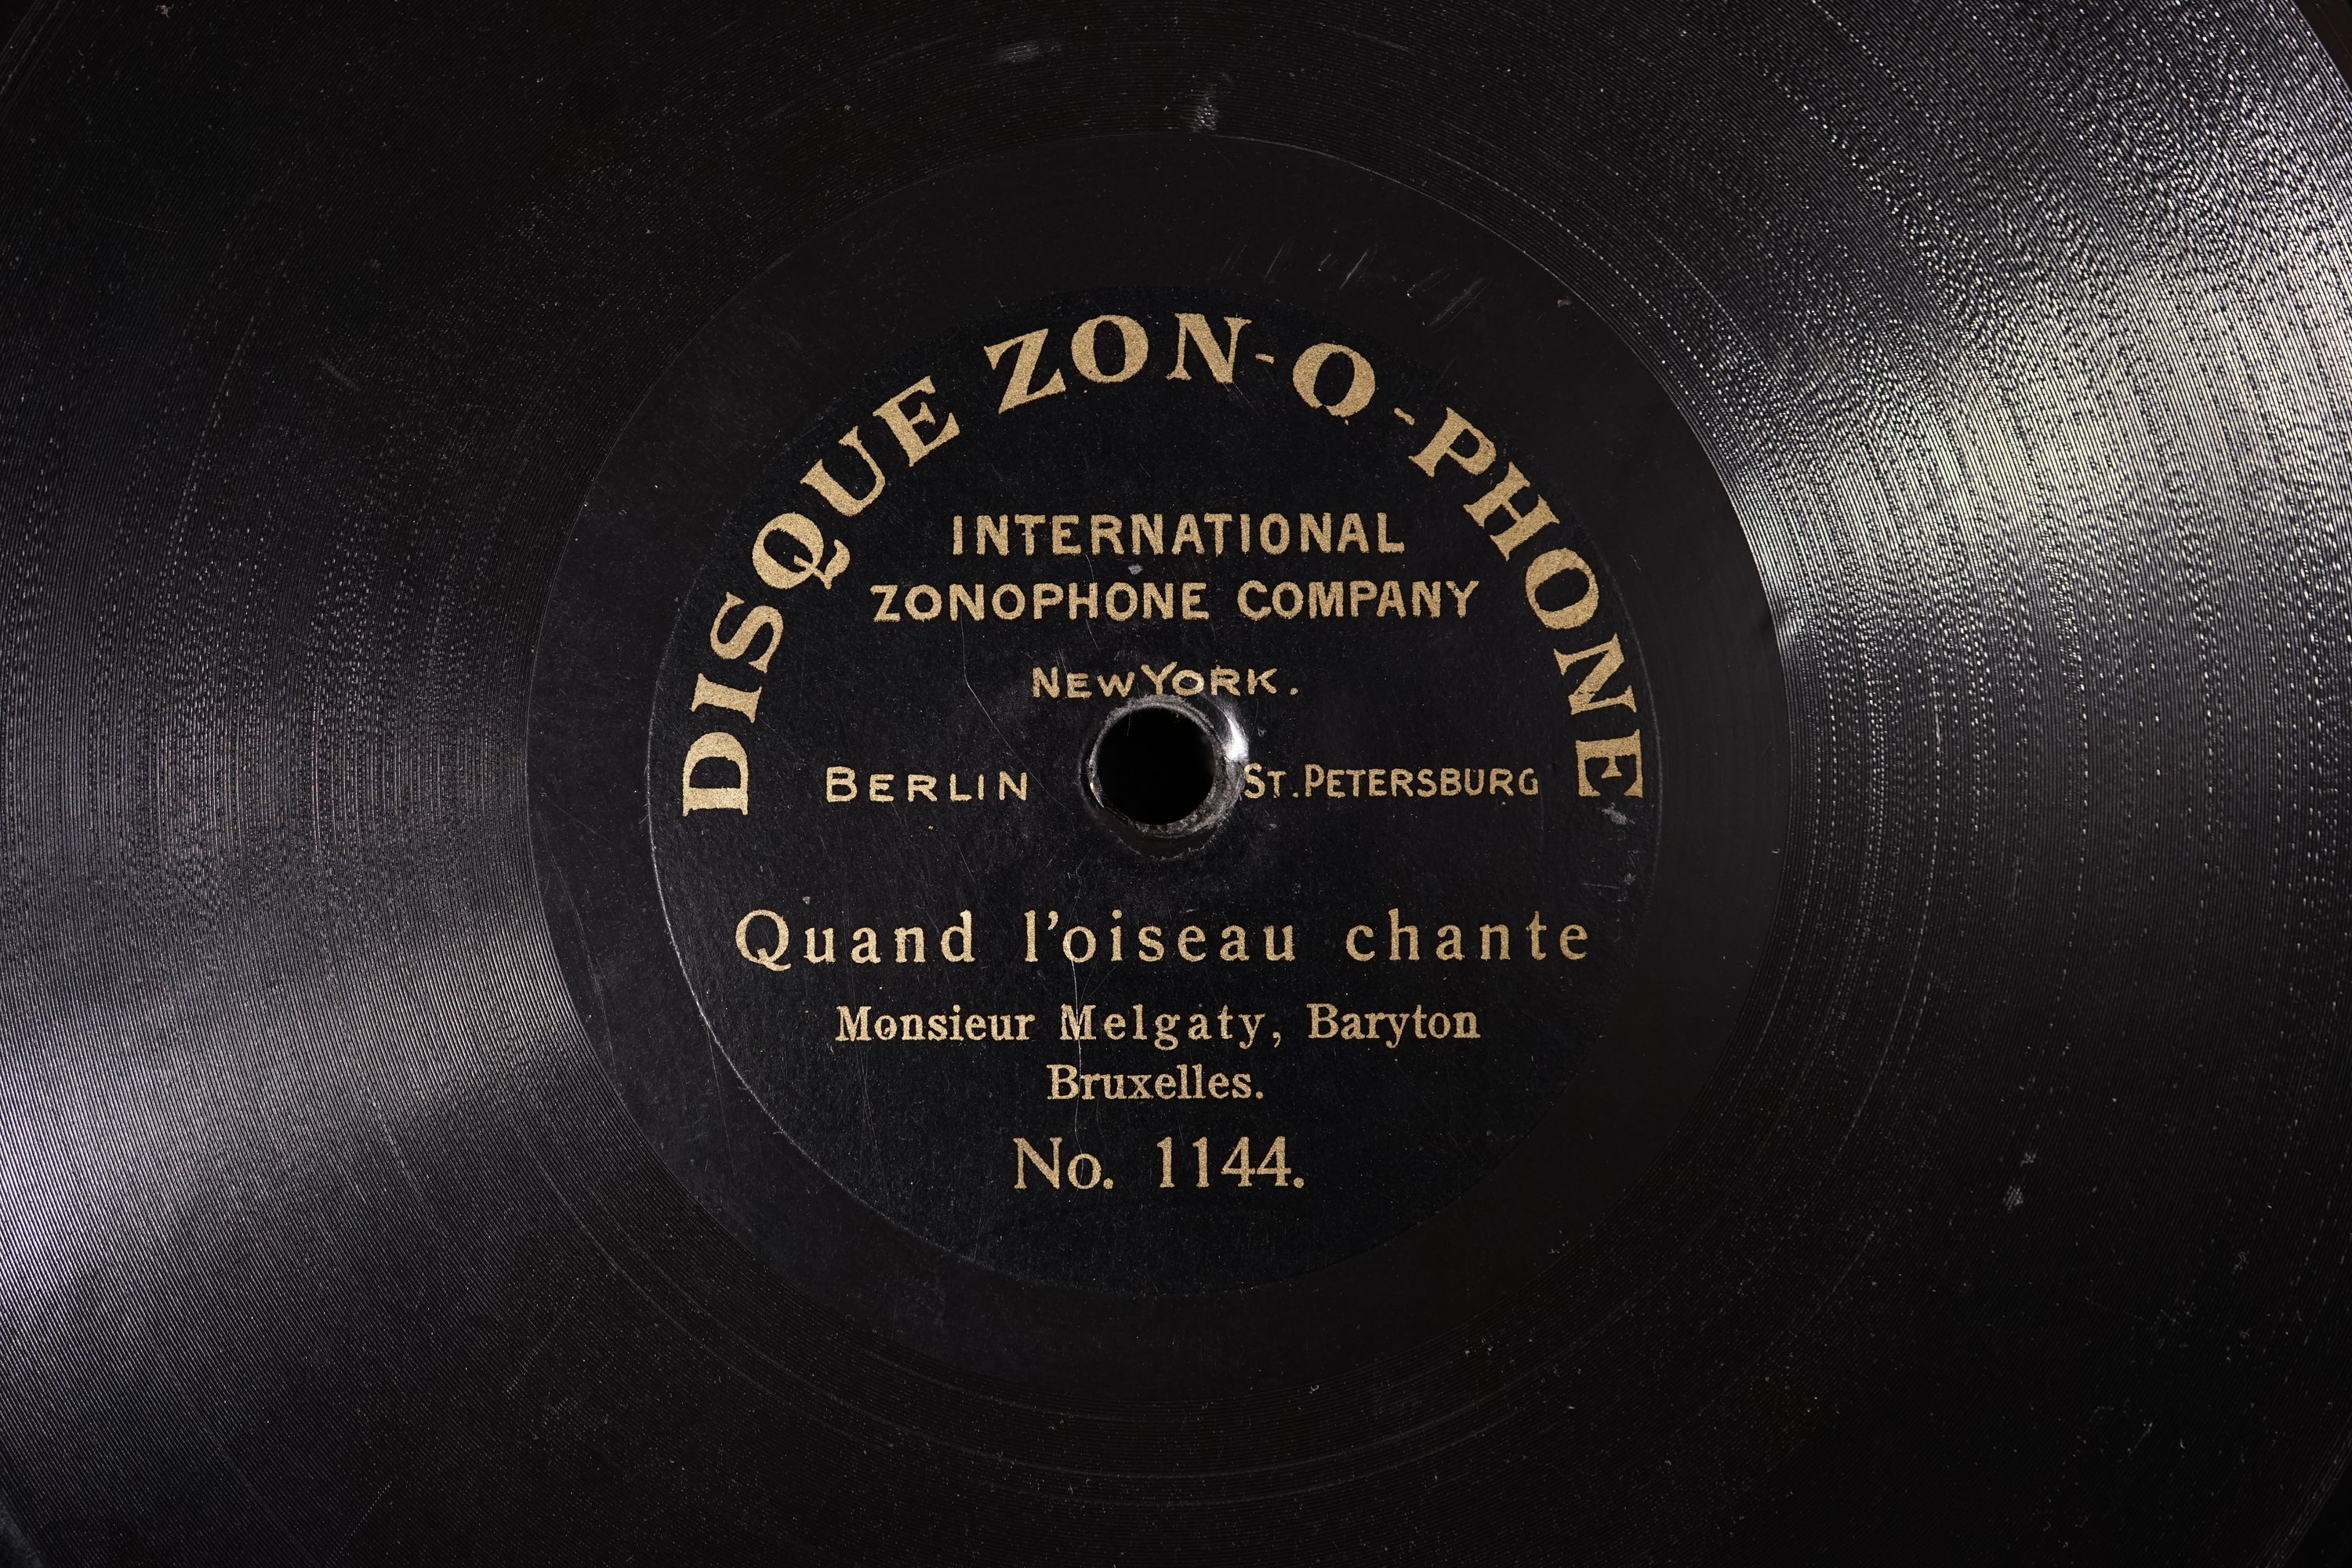 DISQUE ZON-O-PHONE
INTERNATIONAL
ZONOPHONE COMPANY
NEW YORK.
BERLIN ST. PETERSBURG
Quand l'oiseau chante
Monsieur Melgaty, Baryton
Bruxelles.
No. 1144.